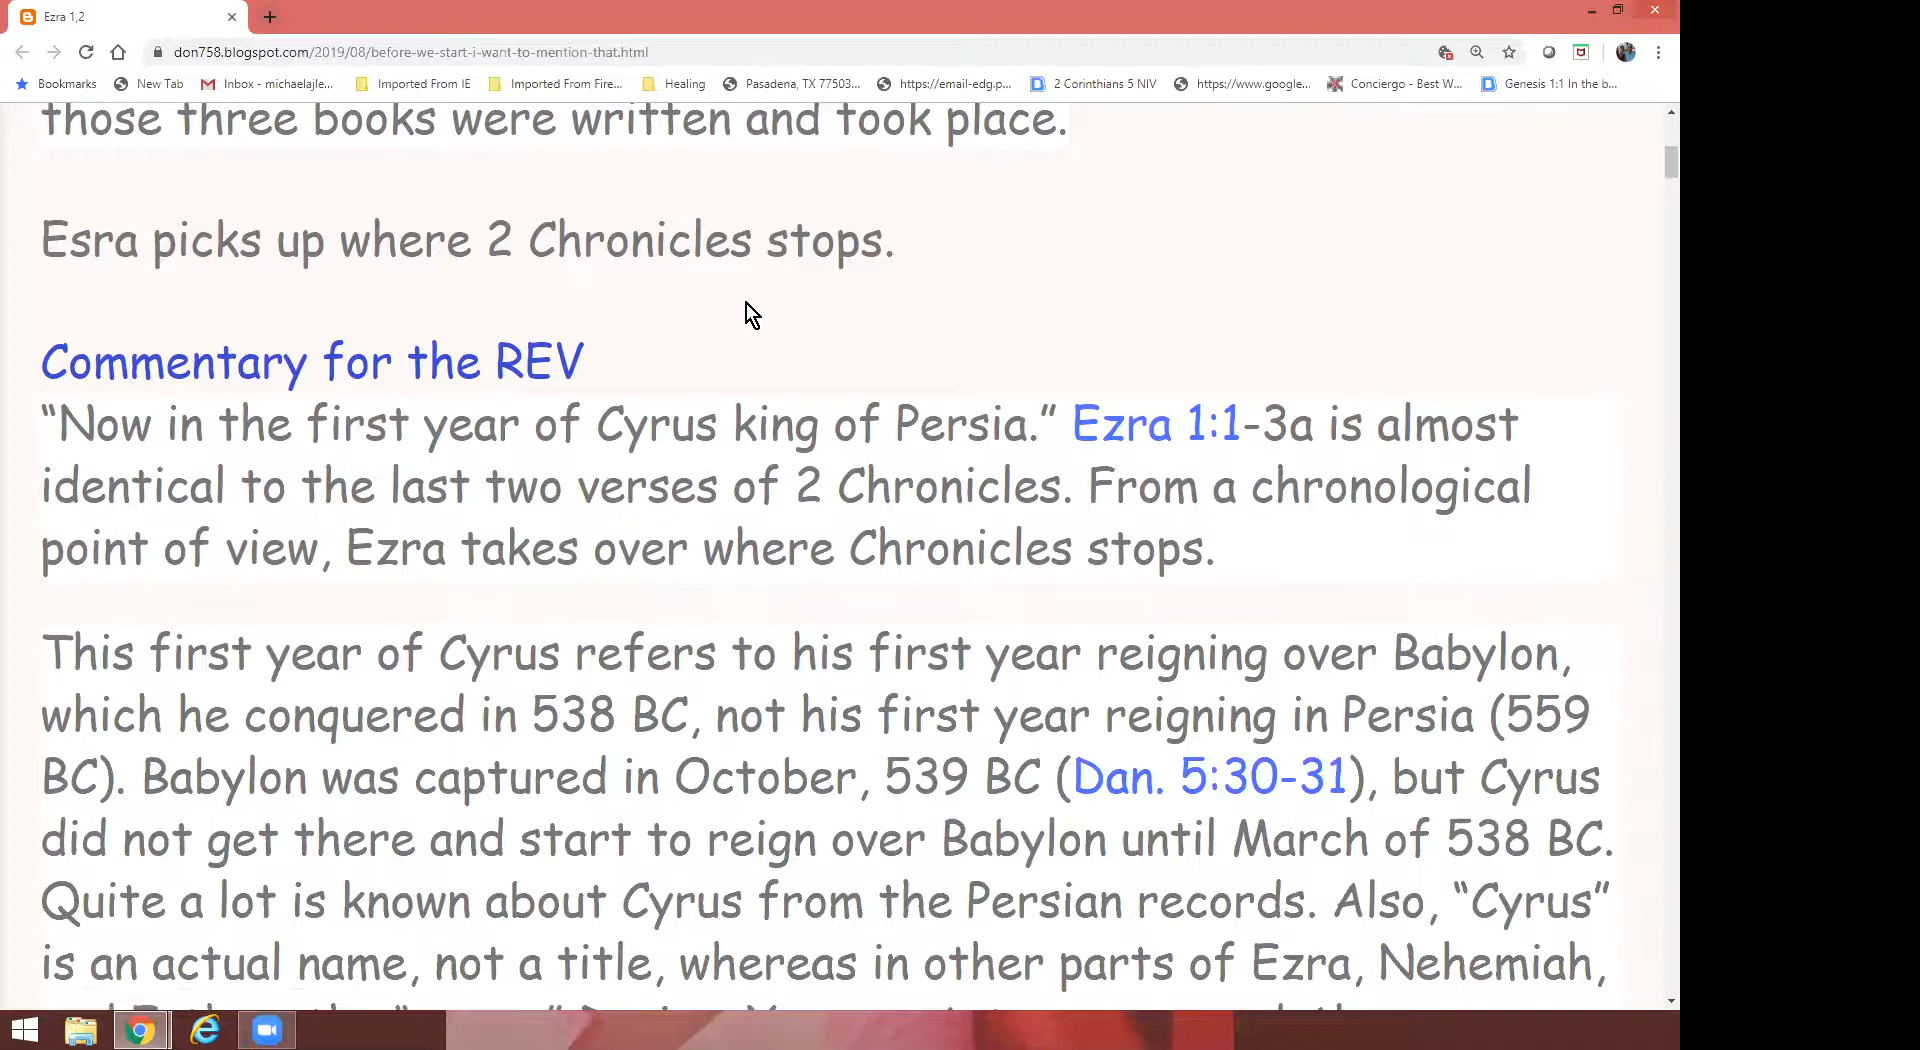 Ezra 1,2
don758.blogspot.com/2019/08/before-we-start-i-want-to-mention-that.html
Bookmarks New Tab Inbox - michaelajle... Imported From IE Imported From Fire... Healing Pasadena, TX 77503... https://email-edg.p... 2 Corinthians 5 NIV https://www.google... Conciergo - Best W... Genesis 1:1 In the b...
those three books were written and took place.
Esra picks up where 2 Chronicles stops.
Commentary for the REV
“Now in the first year of Cyrus king of Persia.” Ezra 1:1-3a is almost
identical to the last two verses of 2 Chronicles. From a chronological
point of view, Ezra takes over where Chronicles stops.
This first year of Cyrus refers to his first year reigning over Babylon,
which he conquered in 538 BC, not his first year reigning in Persia (559
BC). Babylon was captured in October, 539 BC (Dan. 5:30-31), but Cyrus
did not get there and start to reign over Babylon until March of 538 BC.
Quite a lot is known about Cyrus from the Persian records. Also, “Cyrus”
is an actual name, not a title, whereas in other parts of Ezra, Nehemiah,